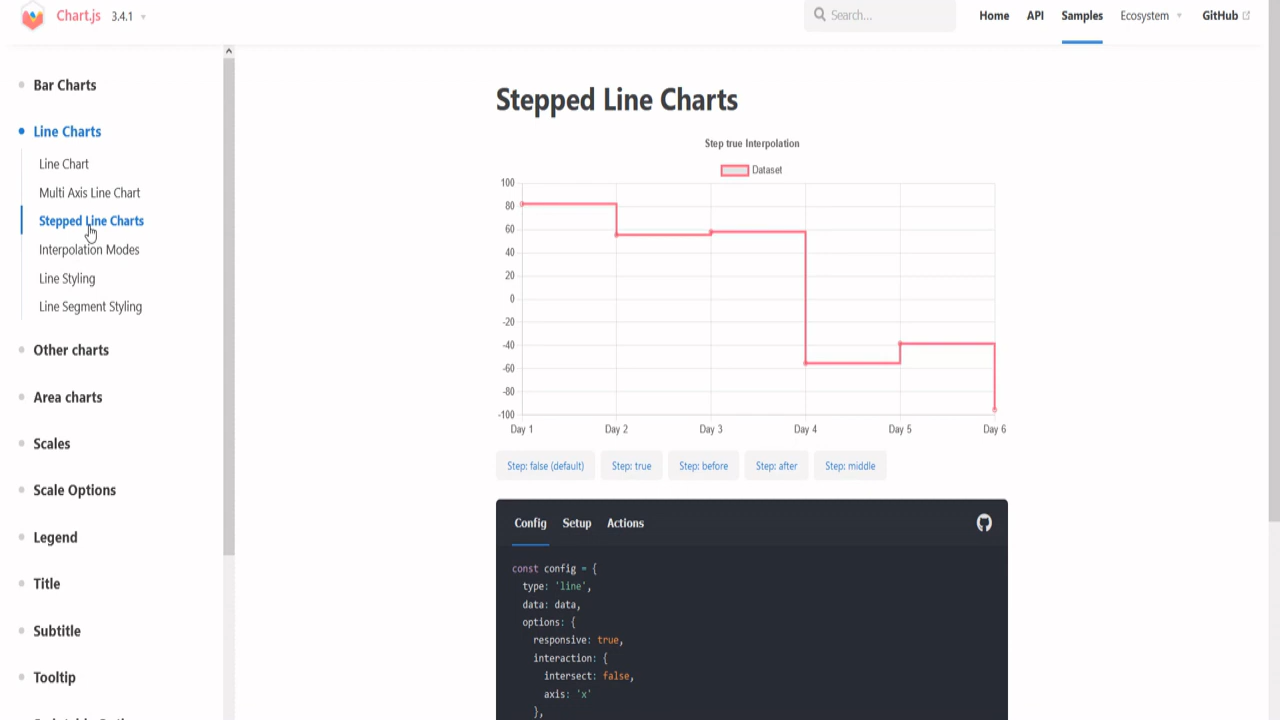 Chart.js 3.4.1
Search...
Home API Samples Ecosystem GitHub
Bar Charts
Line Charts
Line Chart
Multi Axis Line Chart
Stepped Line Charts
Interpolation Modes
Line Styling
Line Segment Styling
Other charts
Area charts
Scales
Scale Options
Legend
Title
Subtitle
Tooltip
Stepped Line Charts
Step true Interpolation
Dataset
100
80
60
40
20
0
-20
-40
-60
-80
-100
Day 1 Day 2 Day 3 Day 4 Day 5 Day 6
Step: false (default) Step: true Step: before Step: after Step: middle
Config Setup Actions
const config = {
type: 'line',
data: data,
options: {
responsive: true,
interaction: {
intersect: false,
axis: 'x'
},